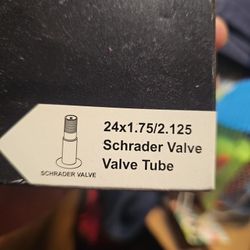 24x1.75/2.125
Schrader Valve
Valve Tube
SCHRADER VALVE